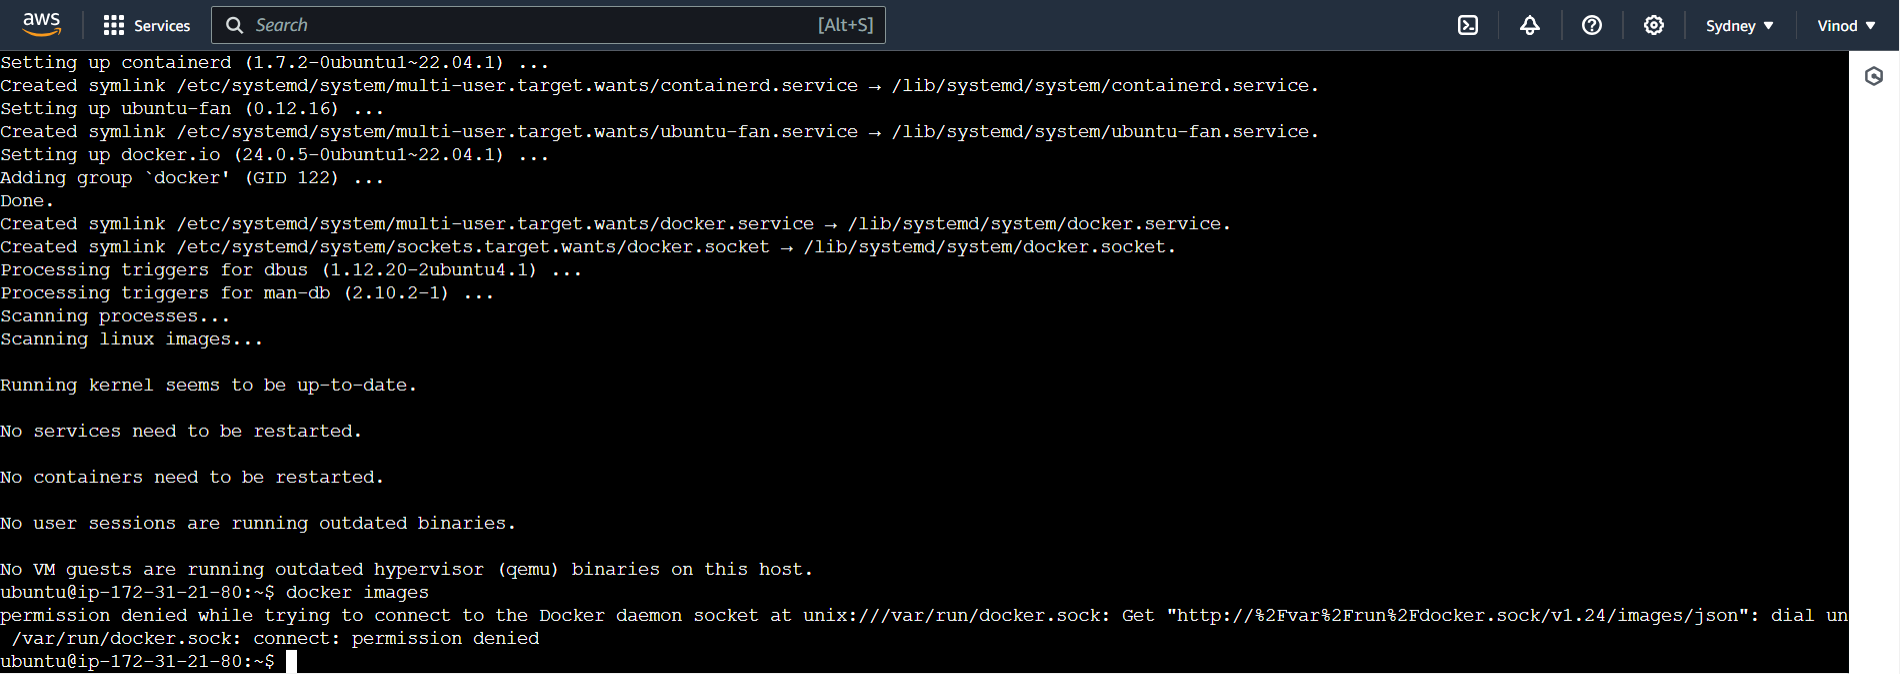 aws Services Search [Alt+S] Sydney ▼ Vinod ▼
Setting up containerd (1.7.2-0ubuntu1~22.04.1) ...
Created symlink /etc/systemd/system/multi-user.target.wants/containerd.service → /lib/systemd/system/containerd.service.
Setting up ubuntu-fan (0.12.16) ...
Created symlink /etc/systemd/system/multi-user.target.wants/ubuntu-fan.service → /lib/systemd/system/ubuntu-fan.service.
Setting up docker.io (24.0.5-0ubuntu1~22.04.1) ...
Adding group `docker' (GID 122) ...
Done.
Created symlink /etc/systemd/system/multi-user.target.wants/docker.service → /lib/systemd/system/docker.service.
Created symlink /etc/systemd/system/sockets.target.wants/docker.socket → /lib/systemd/system/docker.socket.
Processing triggers for dbus (1.12.20-2ubuntu4.1) ...
Processing triggers for man-db (2.10.2-1) ...
Scanning processes...
Scanning linux images...
Running kernel seems to be up-to-date.
No services need to be restarted.
No containers need to be restarted.
No user sessions are running outdated binaries.
No VM guests are running outdated hypervisor (qemu) binaries on this host.
ubuntu@ip-172-31-21-80:~$ docker images
permission denied while trying to connect to the Docker daemon socket at unix:///var/run/docker.sock: Get "http://%2Fvar%2Frun%2Fdocker.sock/v1.24/images/json": dial un
/var/run/docker.sock: connect: permission denied
ubuntu@ip-172-31-21-80:~$